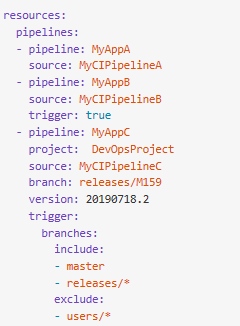 resources:
  pipelines:
  - pipeline: MyAppA
    source: MyCIPipelineA
  - pipeline: MyAppB
    source: MyCIPipelineB
    trigger: true
  - pipeline: MyAppC
    project:  DevOpsProject
    source: MyCIPipelineC
    branch: releases/M159
    version: 20190718.2
    trigger:
      branches:
        include:
        - master
        - releases/*
        exclude:
        - users/*